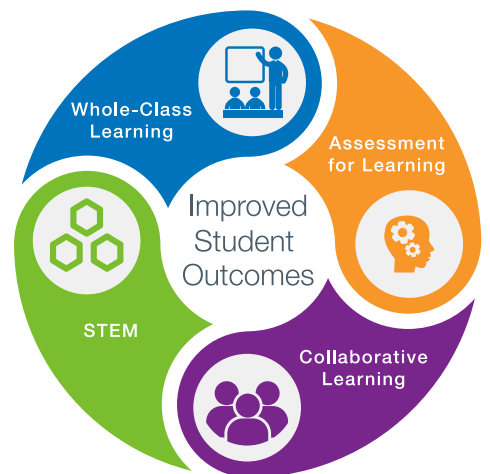 Whole-Class
Learning
Assessment
for Learning
Improved
Student
Outcomes
STEM
Collaborative
Learning